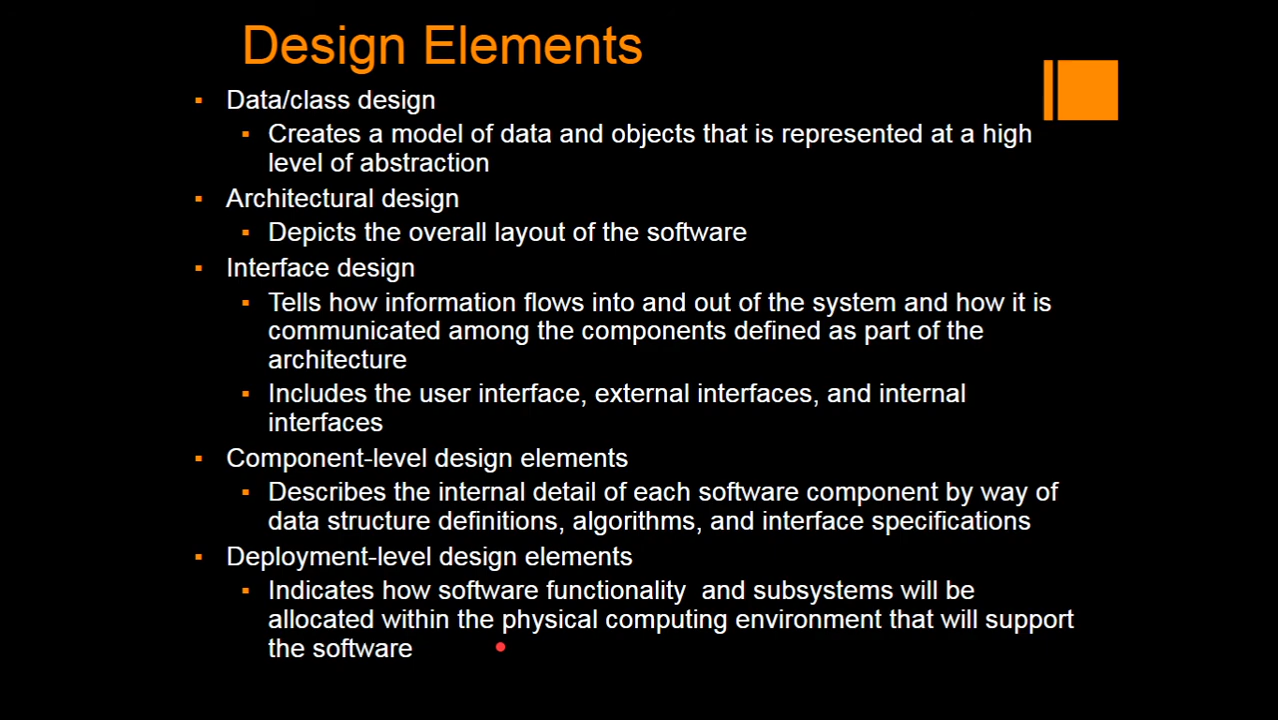 Design Elements
Data/class design
Creates a model of data and objects that is represented at a high
level of abstraction
Architectural design
Depicts the overall layout of the software
Interface design
Tells how information flows into and out of the system and how it is
communicated among the components defined as part of the
architecture
Includes the user interface, external interfaces, and internal
interfaces
Component-level design elements
Describes the internal detail of each software component by way of
data structure definitions, algorithms, and interface specifications
Deployment-level design elements
Indicates how software functionality  and subsystems will be
allocated within the physical computing environment that will support
the software